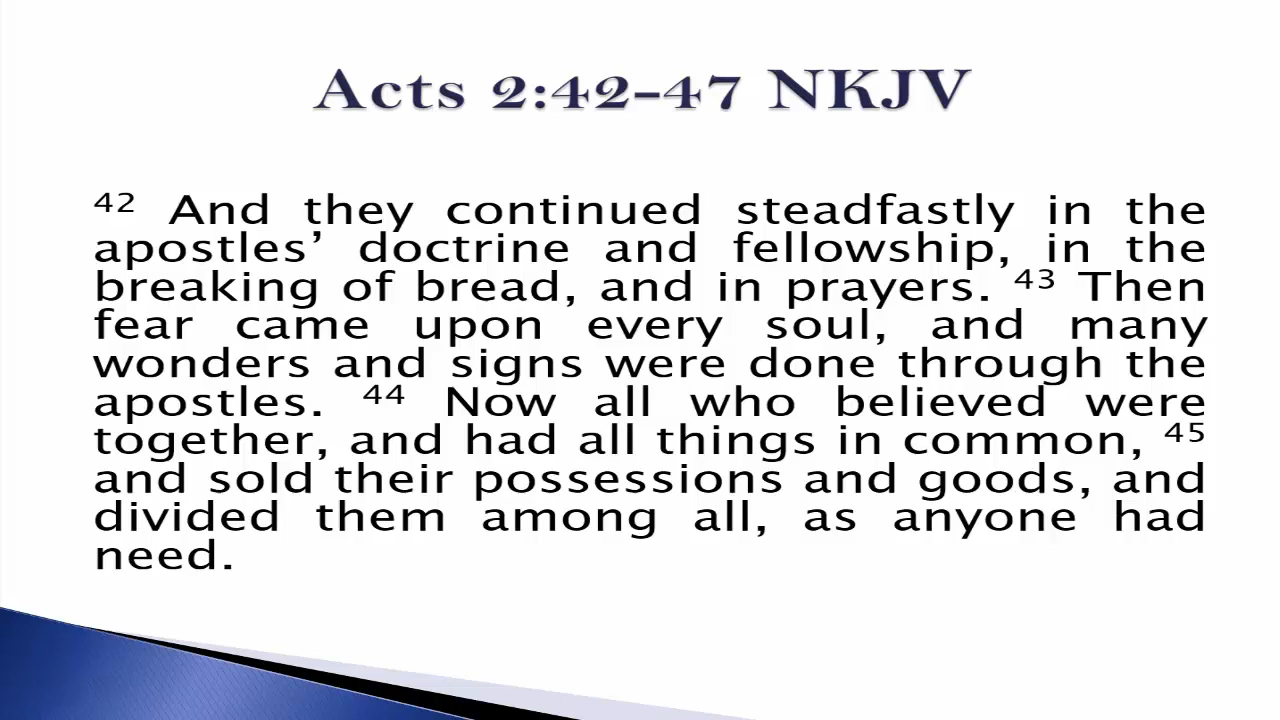 Acts 2:42-47 NKJV
42 And they continued steadfastly in the
apostles’ doctrine and fellowship, in the
breaking of bread, and in prayers. 43 Then
fear came upon every soul, and many
wonders and signs were done through the
apostles. 44 Now all who believed were
together, and had all things in common, 45
and sold their possessions and goods, and
divided them among all, as anyone had
need.